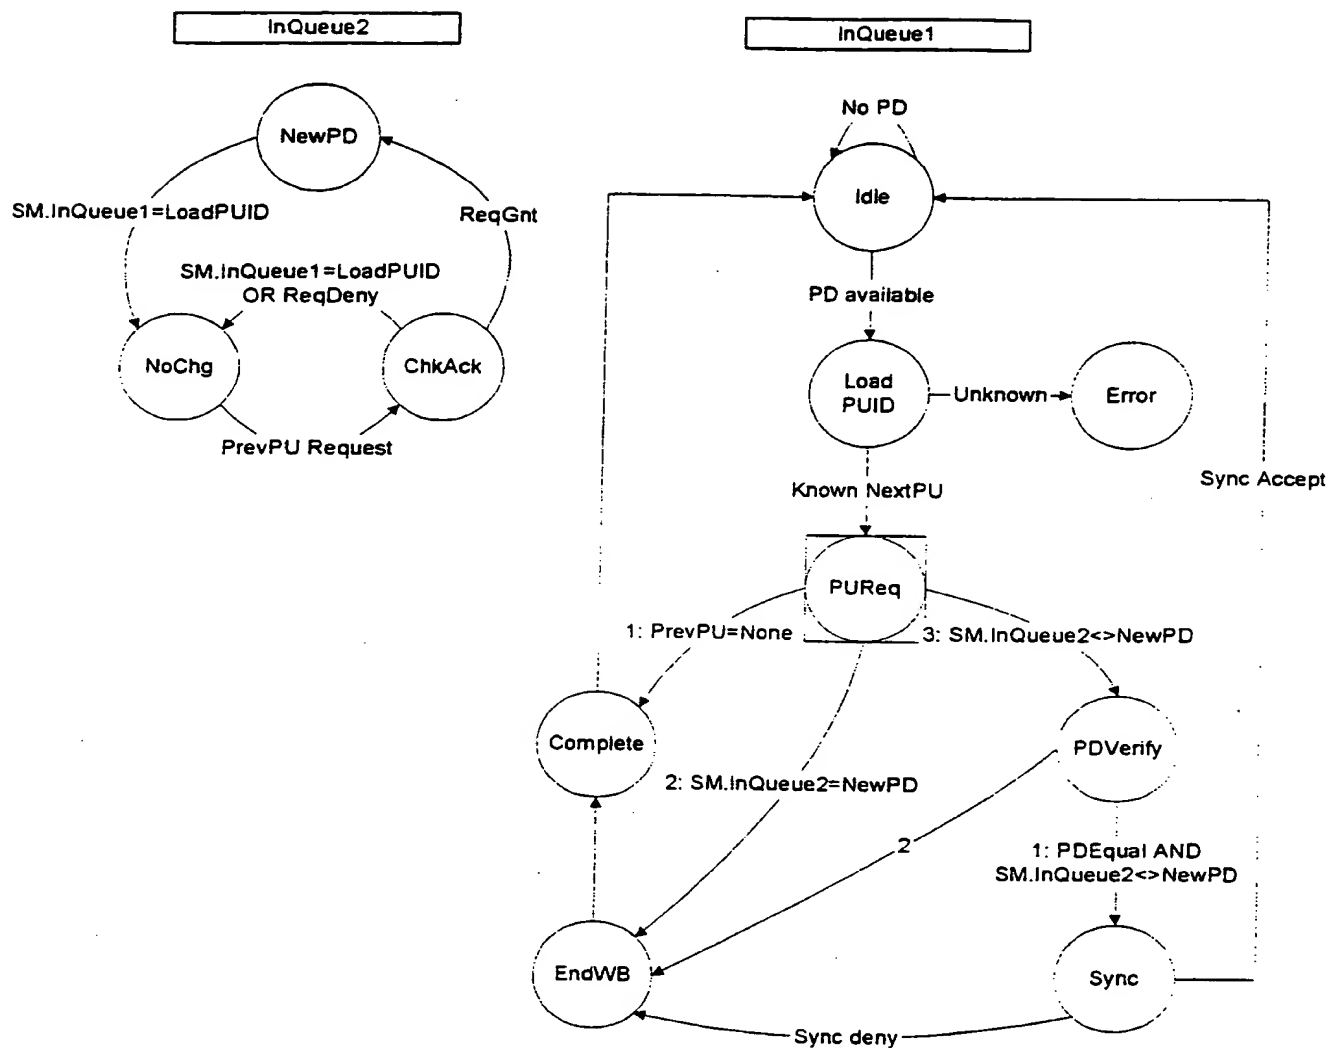 InQueue2
InQueue1
NewPD
SM.InQueue1=LoadPUID
ReqGnt
SM.InQueue1=LoadPUID
OR ReqDeny
NoChg
ChkAck
PrevPU Request
No PD
Idle
PD available
Load
PUID
Unknown
Error
Known NextPU
Sync Accept
PUReq
1: PrevPU=None
3: SM.InQueue2<>NewPD
Complete
PDVerify
2: SM.InQueue2=NewPD
2
1: PDEqual AND
SM.InQueue2<>NewPD
EndWB
Sync
Sync deny